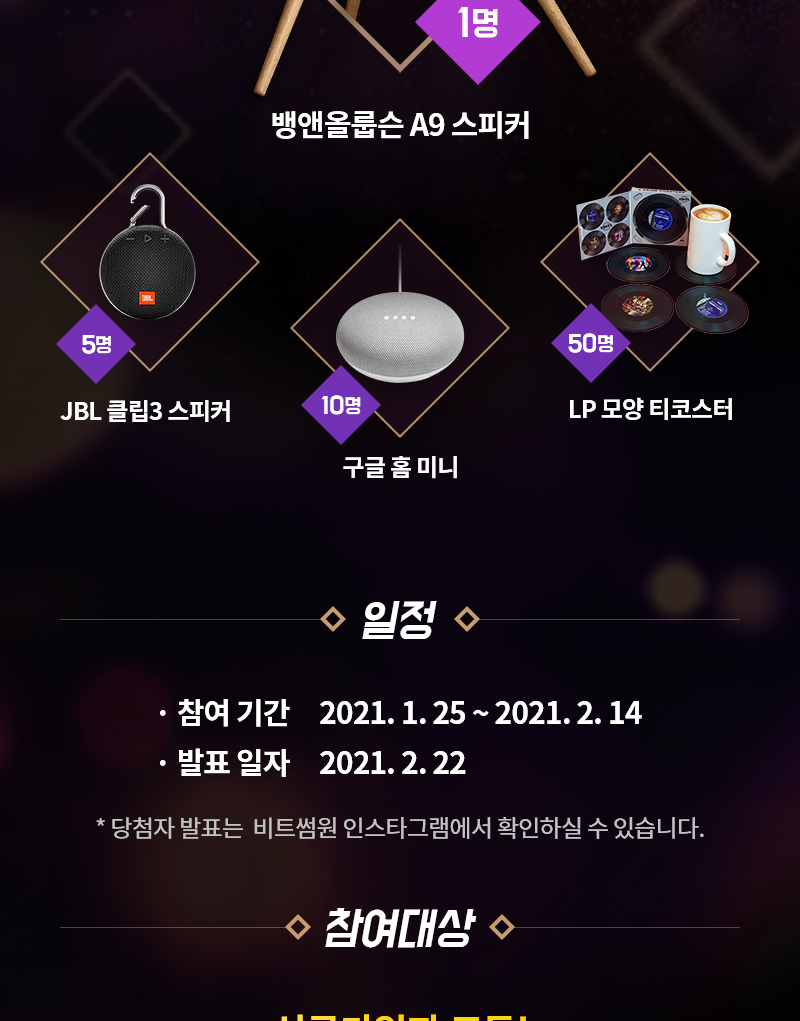 1명
뱅앤올룹슨 A9 스피커
JBL
5명
10명
50명
JBL 클립3 스피커
LP 모양 티코스터
구글 홈 미니
일정
· 참여 기간 2021. 1. 25 ~ 2021. 2. 14
· 발표 일자 2021. 2. 22
* 당첨자 발표는 비트썸원 인스타그램에서 확인하실 수 있습니다.
참여대상